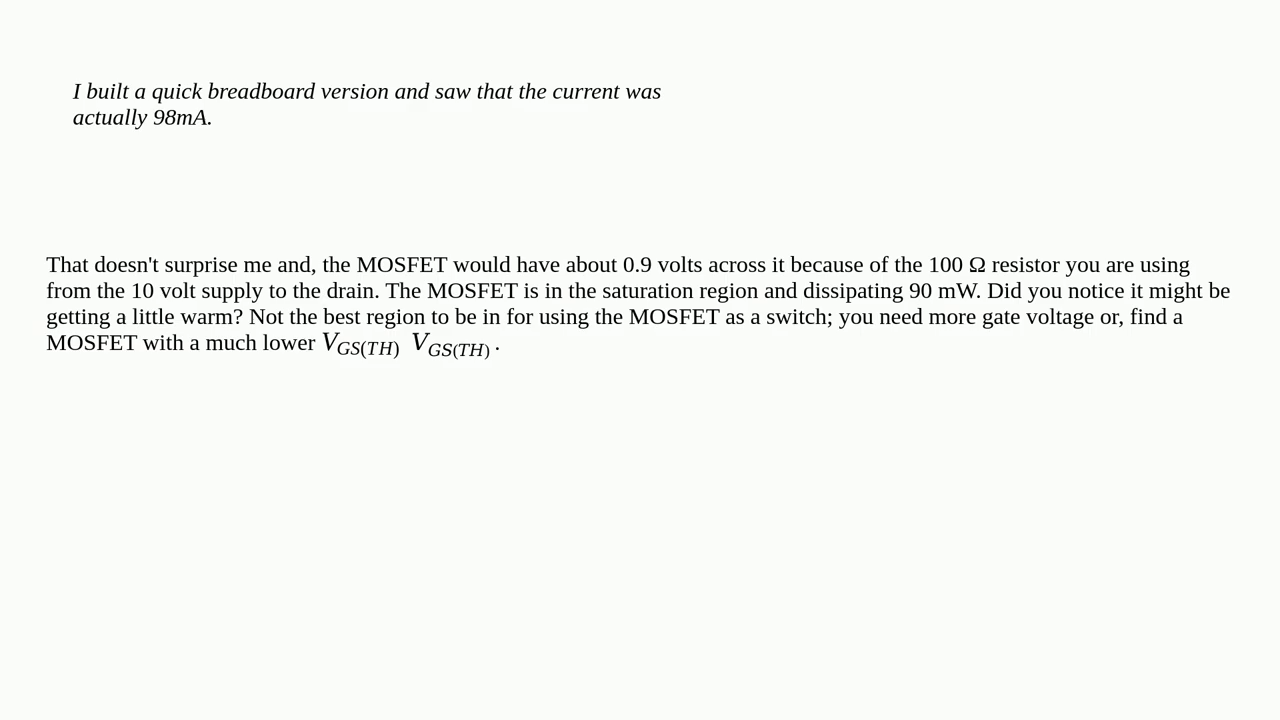 I built a quick breadboard version and saw that the current was
actually 98mA.
That doesn't surprise me and, the MOSFET would have about 0.9 volts across it because of the 100 Ω resistor you are using
from the 10 volt supply to the drain. The MOSFET is in the saturation region and dissipating 90 mW. Did you notice it might be
getting a little warm? Not the best region to be in for using the MOSFET as a switch; you need more gate voltage or, find a
MOSFET with a much lower V_{GS(TH)} V_{GS(TH)} .